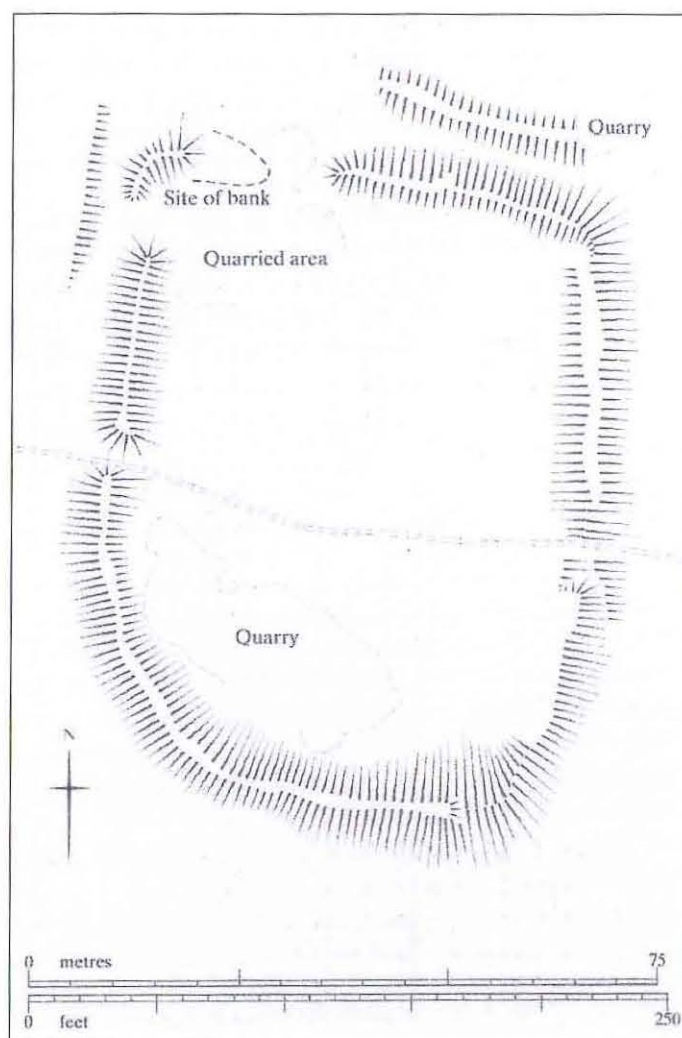 Quarry
Site of bank
Quarried area
Quarry
N
0 metres 75
0 feet 250